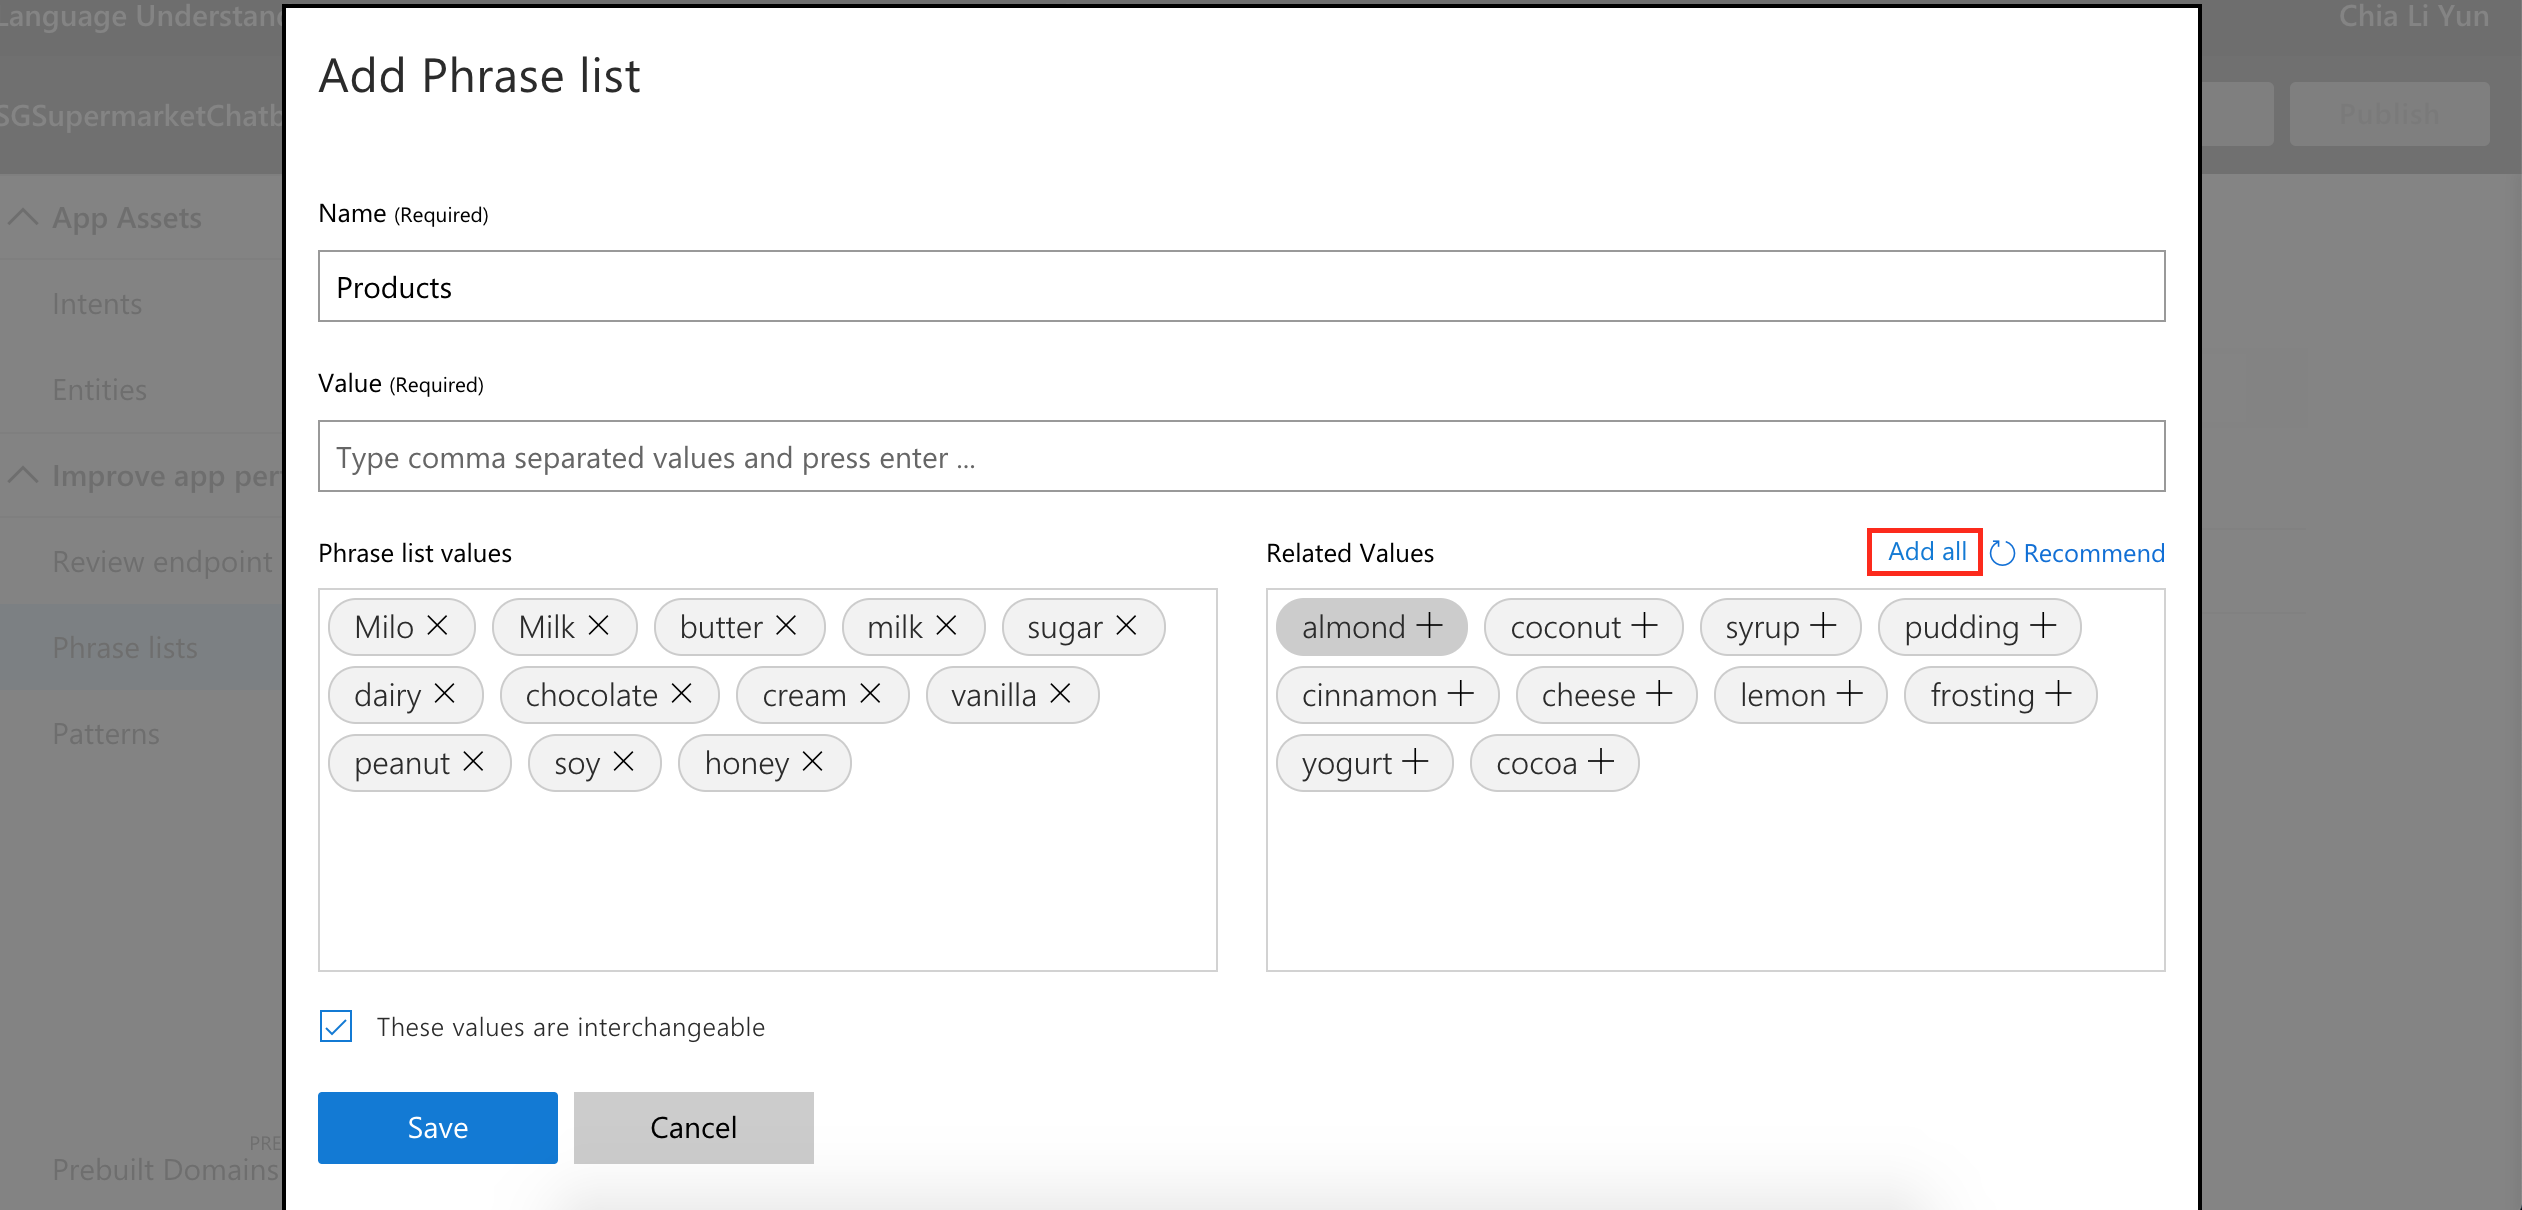 Language Understand
Chia Li Yun
SGSupermarketChatb
Publish
App Assets
Intents
Entities
Improve app per
Review endpoint
Phrase lists
Patterns
PRE
Prebuilt Domains
Add Phrase list
Name (Required)
Products
Value (Required)
Type comma separated values and press enter ...
Phrase list values
Milo Milk butter milk sugar
dairy chocolate cream vanilla
peanut soy honey
Related Values Add all Recommend
almond coconut syrup pudding
cinnamon cheese lemon frosting
yogurt cocoa
These values are interchangeable
Save Cancel